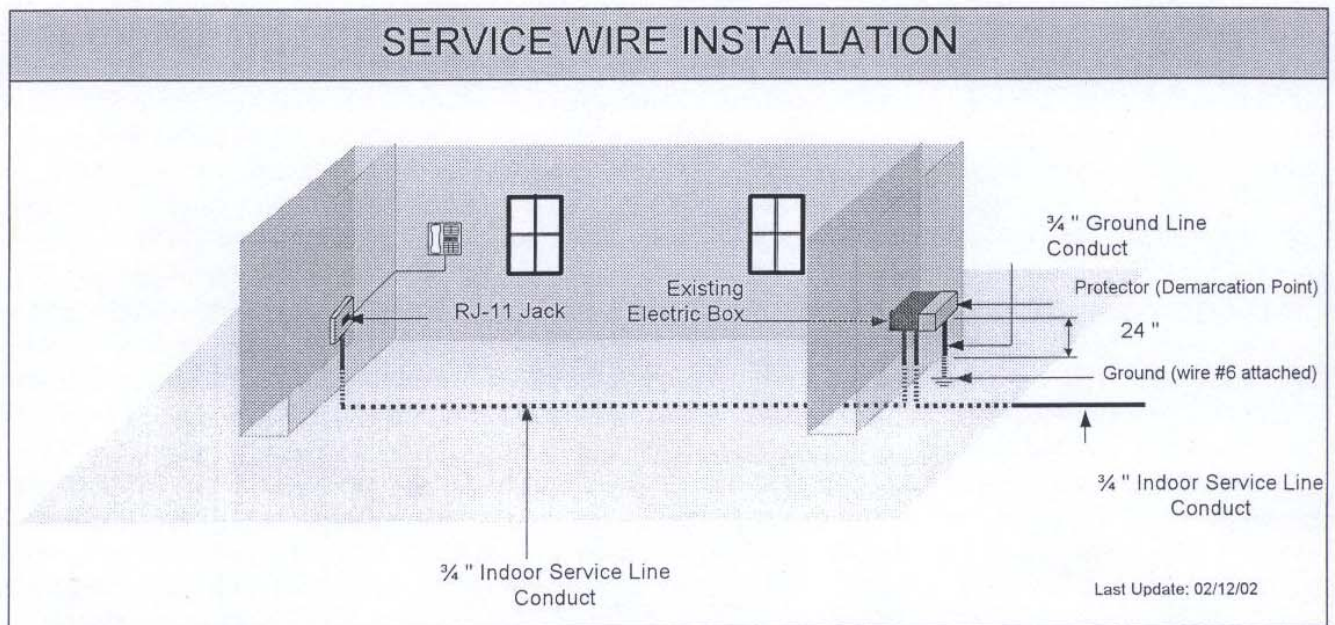 SERVICE WIRE INSTALLATION
¾ " Ground Line
Conduct
Protector (Demarcation Point)
Existing
Electric Box
RJ-11 Jack
24 "
Ground (wire #6 attached)
¾ " Indoor Service Line
Conduct
¾ " Indoor Service Line
Conduct
Last Update: 02/12/02